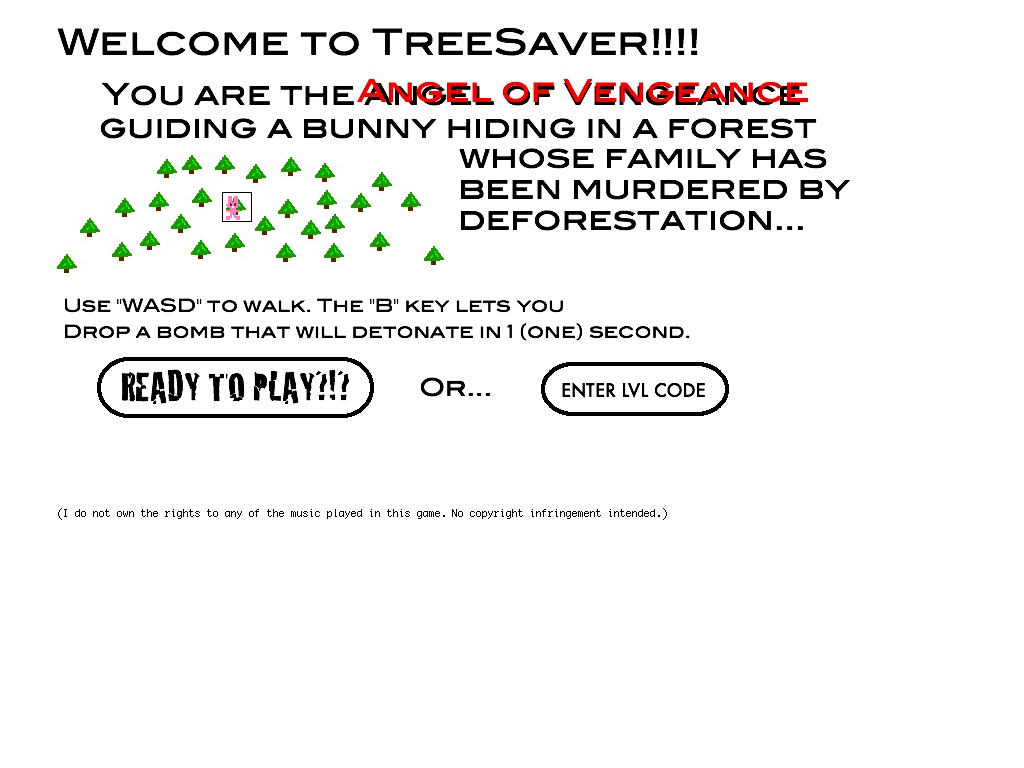 Welcome to TreeSaver!!!!
You are the Angel of Vengeance
guiding a bunny hiding in a forest
whose family has
been murdered by
deforestation...
Use "WASD" to walk. The "B" key lets you
Drop a bomb that will detonate in 1 (one) second.
READY TO PLAY?!?
Or...
ENTER LVL CODE
(I do not own the rights to any of the music played in this game. No copyright infringement intended.)